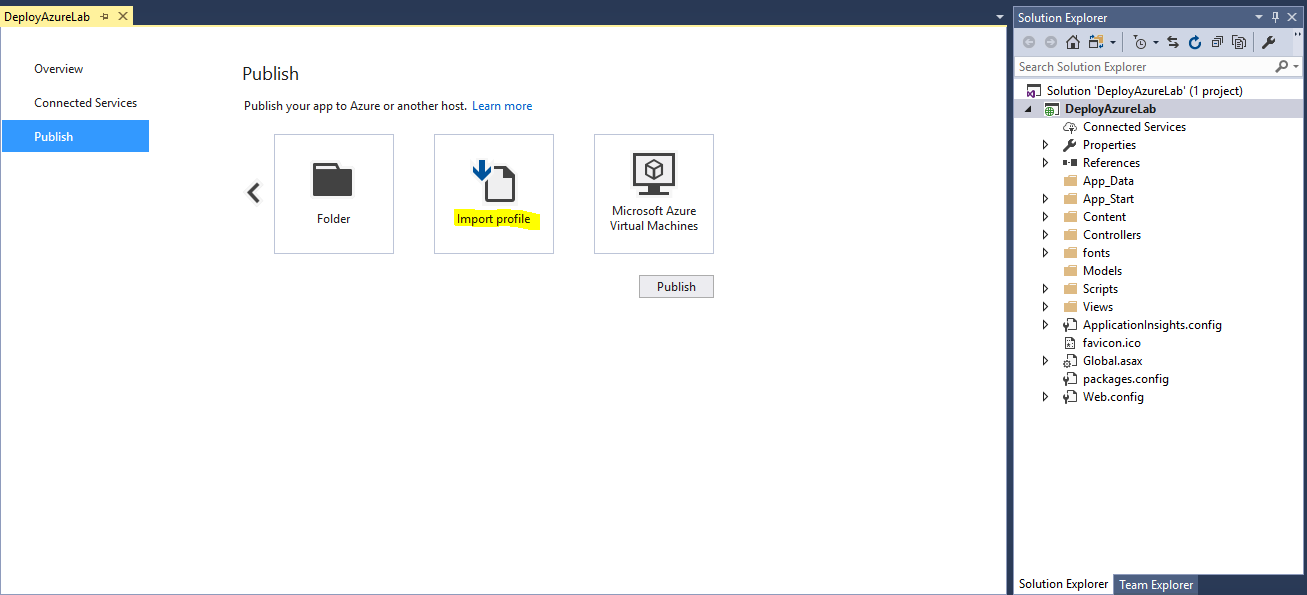 DeployAzureLab
Overview
Connected Services
Publish
Publish
Publish your app to Azure or another host. Learn more
Folder
Import profile
Microsoft Azure
Virtual Machines
Publish
Solution Explorer
Search Solution Explorer
Solution 'DeployAzureLab' (1 project)
DeployAzureLab
Connected Services
Properties
References
App_Data
App_Start
Content
Controllers
fonts
Models
Scripts
Views
ApplicationInsights.config
favicon.ico
Global.asax
packages.config
Web.config
Solution Explorer
Team Explorer